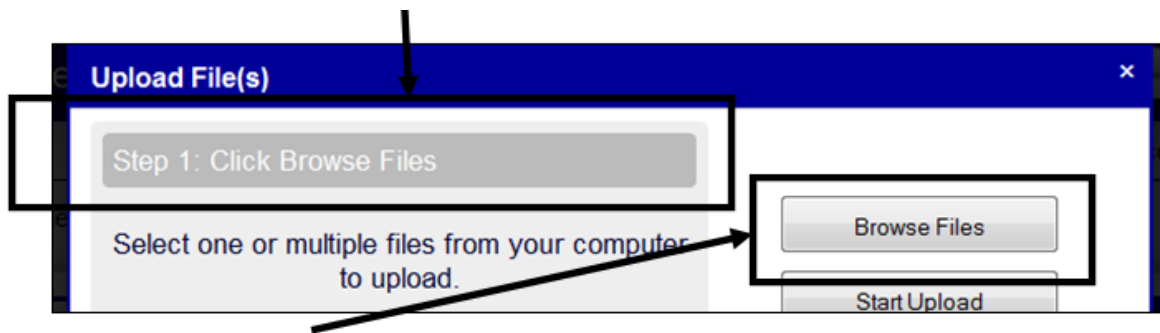 Upload File(s)
×
Step 1: Click Browse Files
Select one or multiple files from your computer
to upload.
Browse Files
Start Upload